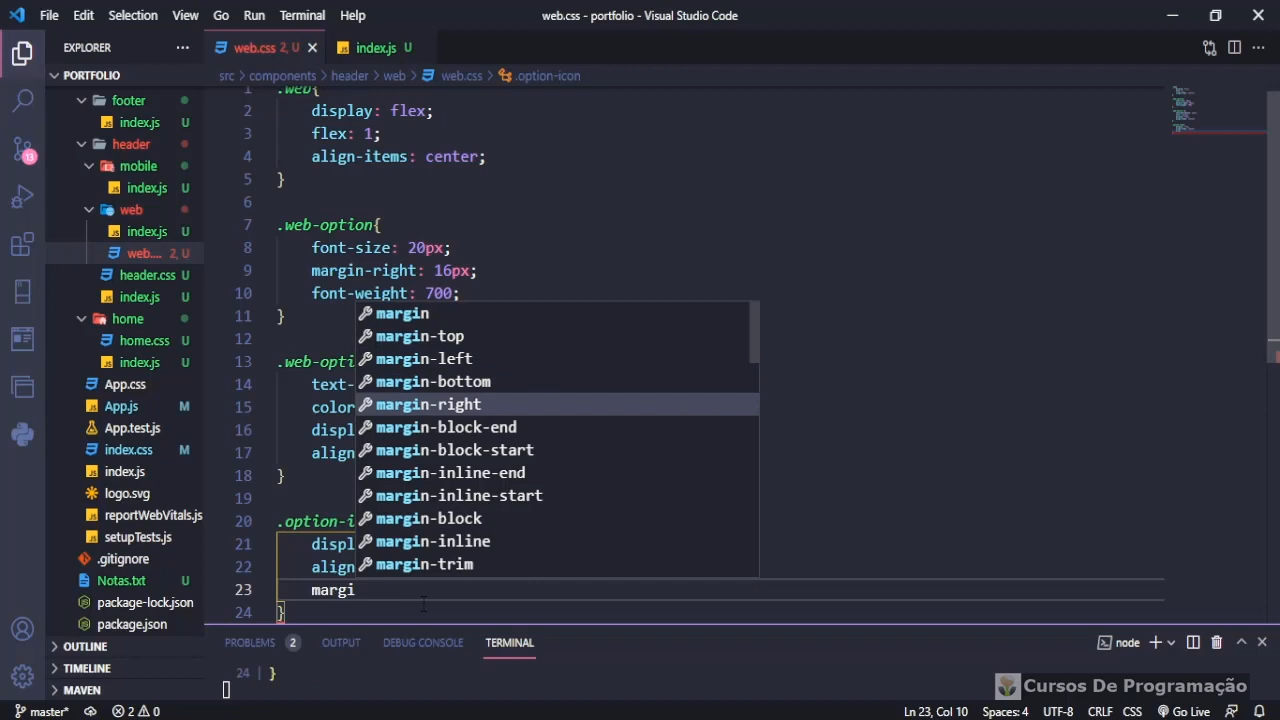 File Edit Selection View Go Run Terminal Help
web.css - portfolio - Visual Studio Code
EXPLORER
web.css 2, U
index.js U
PORTFOLIO
src > components > header > web > web.css > .option-icon
footer
index.js U
header
mobile
index.js U
web
index.js U
web.... 2, U
header.css U
index.js U
home
home.css U
index.js U
App.css
App.js M
App.test.js
index.css M
index.js
logo.svg
reportWebVitals.js
setupTests.js
.gitignore
Notas.txt U
package-lock.json
package.json
OUTLINE
TIMELINE
MAVEN
13
1 .web{
2 display: flex;
3 flex: 1;
4 align-items: center;
5 }
6
7 .web-option{
8 font-size: 20px;
9 margin-right: 16px;
10 font-weight: 700;
11 }
12
13 .web-opti
14 text-
15 color
16 displ
17 align
18 }
19
20 .option-i
21 displ
22 align
23 margi
24 }
margin
margin-top
margin-left
margin-bottom
margin-right
margin-block-end
margin-block-start
margin-inline-end
margin-inline-start
margin-block
margin-inline
margin-trim
PROBLEMS 2 OUTPUT DEBUG CONSOLE TERMINAL
node
24 | }
Cursos De Programação
master* 2 0
Ln 23, Col 10 Spaces: 4 UTF-8 CRLF CSS Go Live